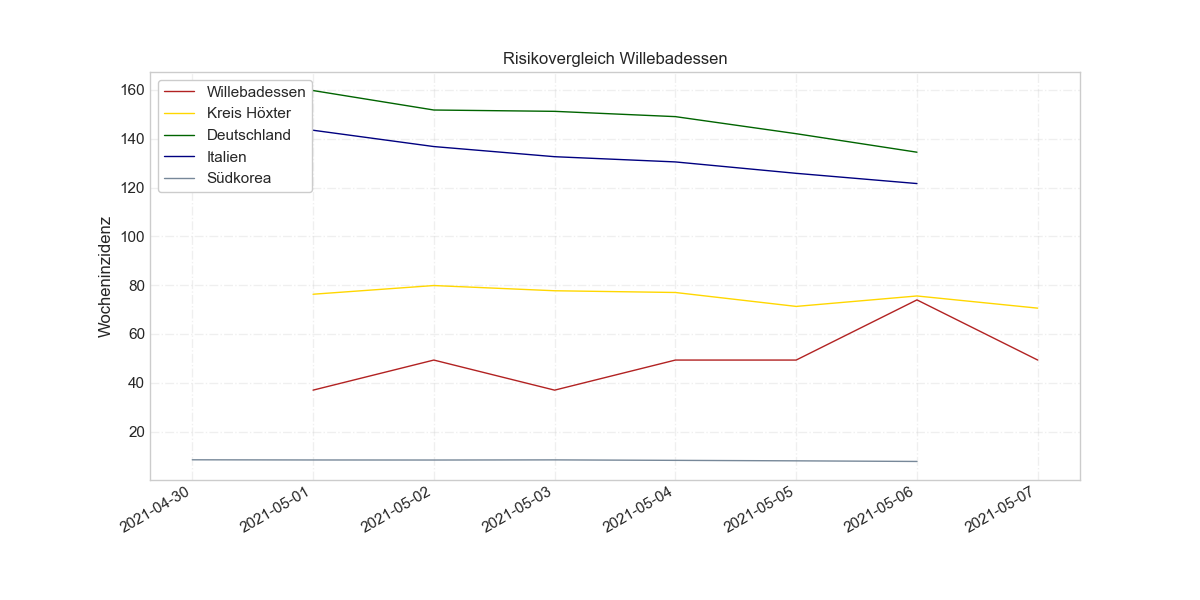 Risikovergleich Willebadessen
Willebadessen
Kreis Höxter
Deutschland
Italien
Südkorea
Wocheninzidenz
160
140
120
100
80
60
40
20
2021-04-30
2021-05-01
2021-05-02
2021-05-03
2021-05-04
2021-05-05
2021-05-06
2021-05-07